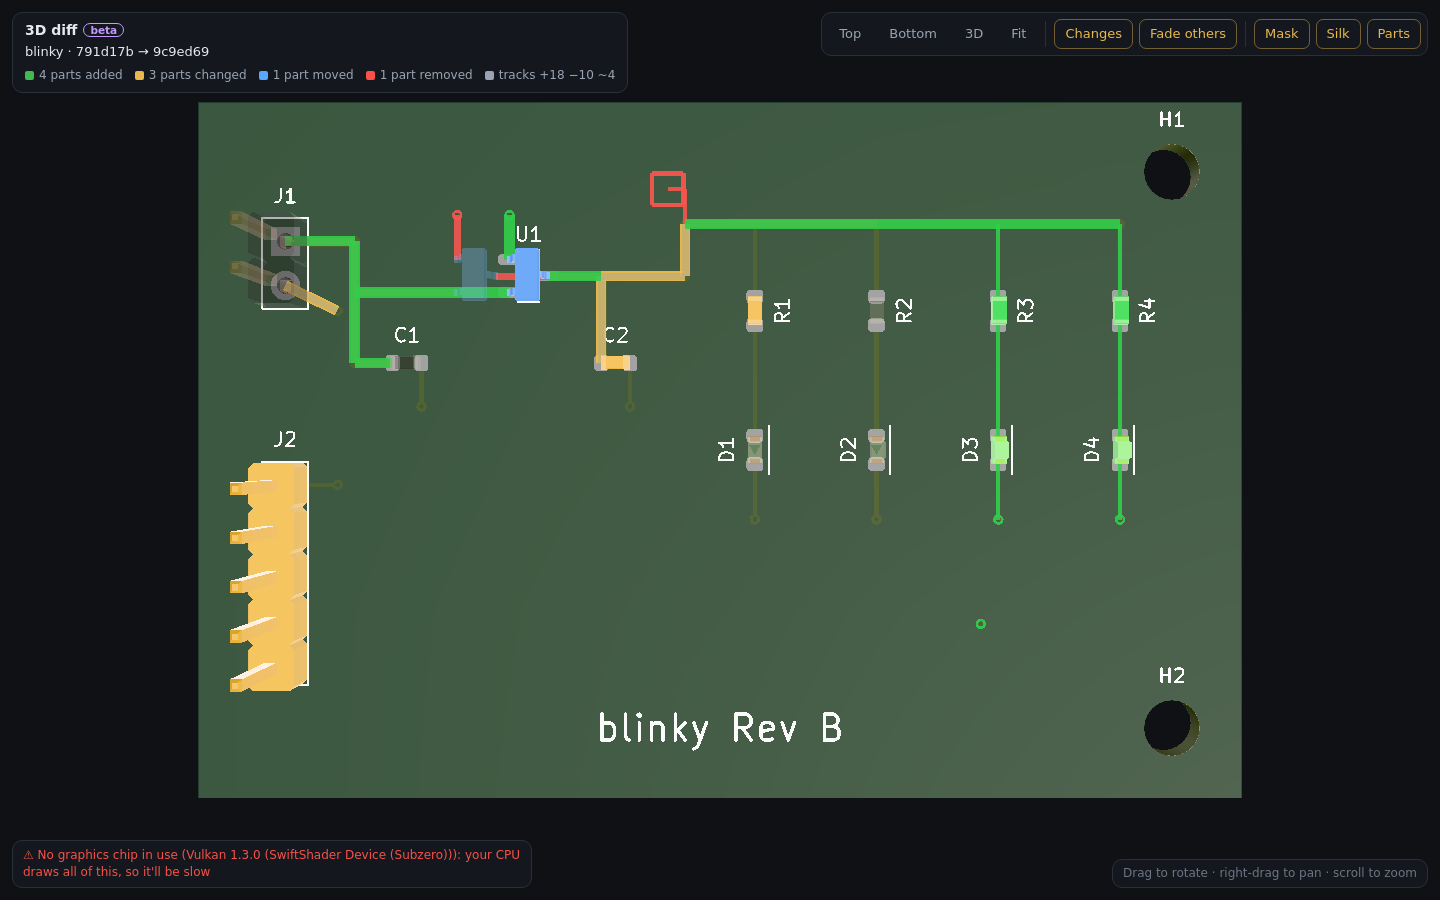 3D diff beta
blinky · 791d17b → 9c9ed69
4 parts added 3 parts changed 1 part moved 1 part removed tracks +18 −10 ~4
Top Bottom 3D Fit Changes Fade others Mask Silk Parts
H1
J1
U1
R1 R2 R3 R4
C1 C2
J2
D1 D2 D3 D4
H2
blinky Rev B
⚠ No graphics chip in use (Vulkan 1.3.0 (SwiftShader Device (Subzero))): your CPU
draws all of this, so it'll be slow
Drag to rotate · right-drag to pan · scroll to zoom